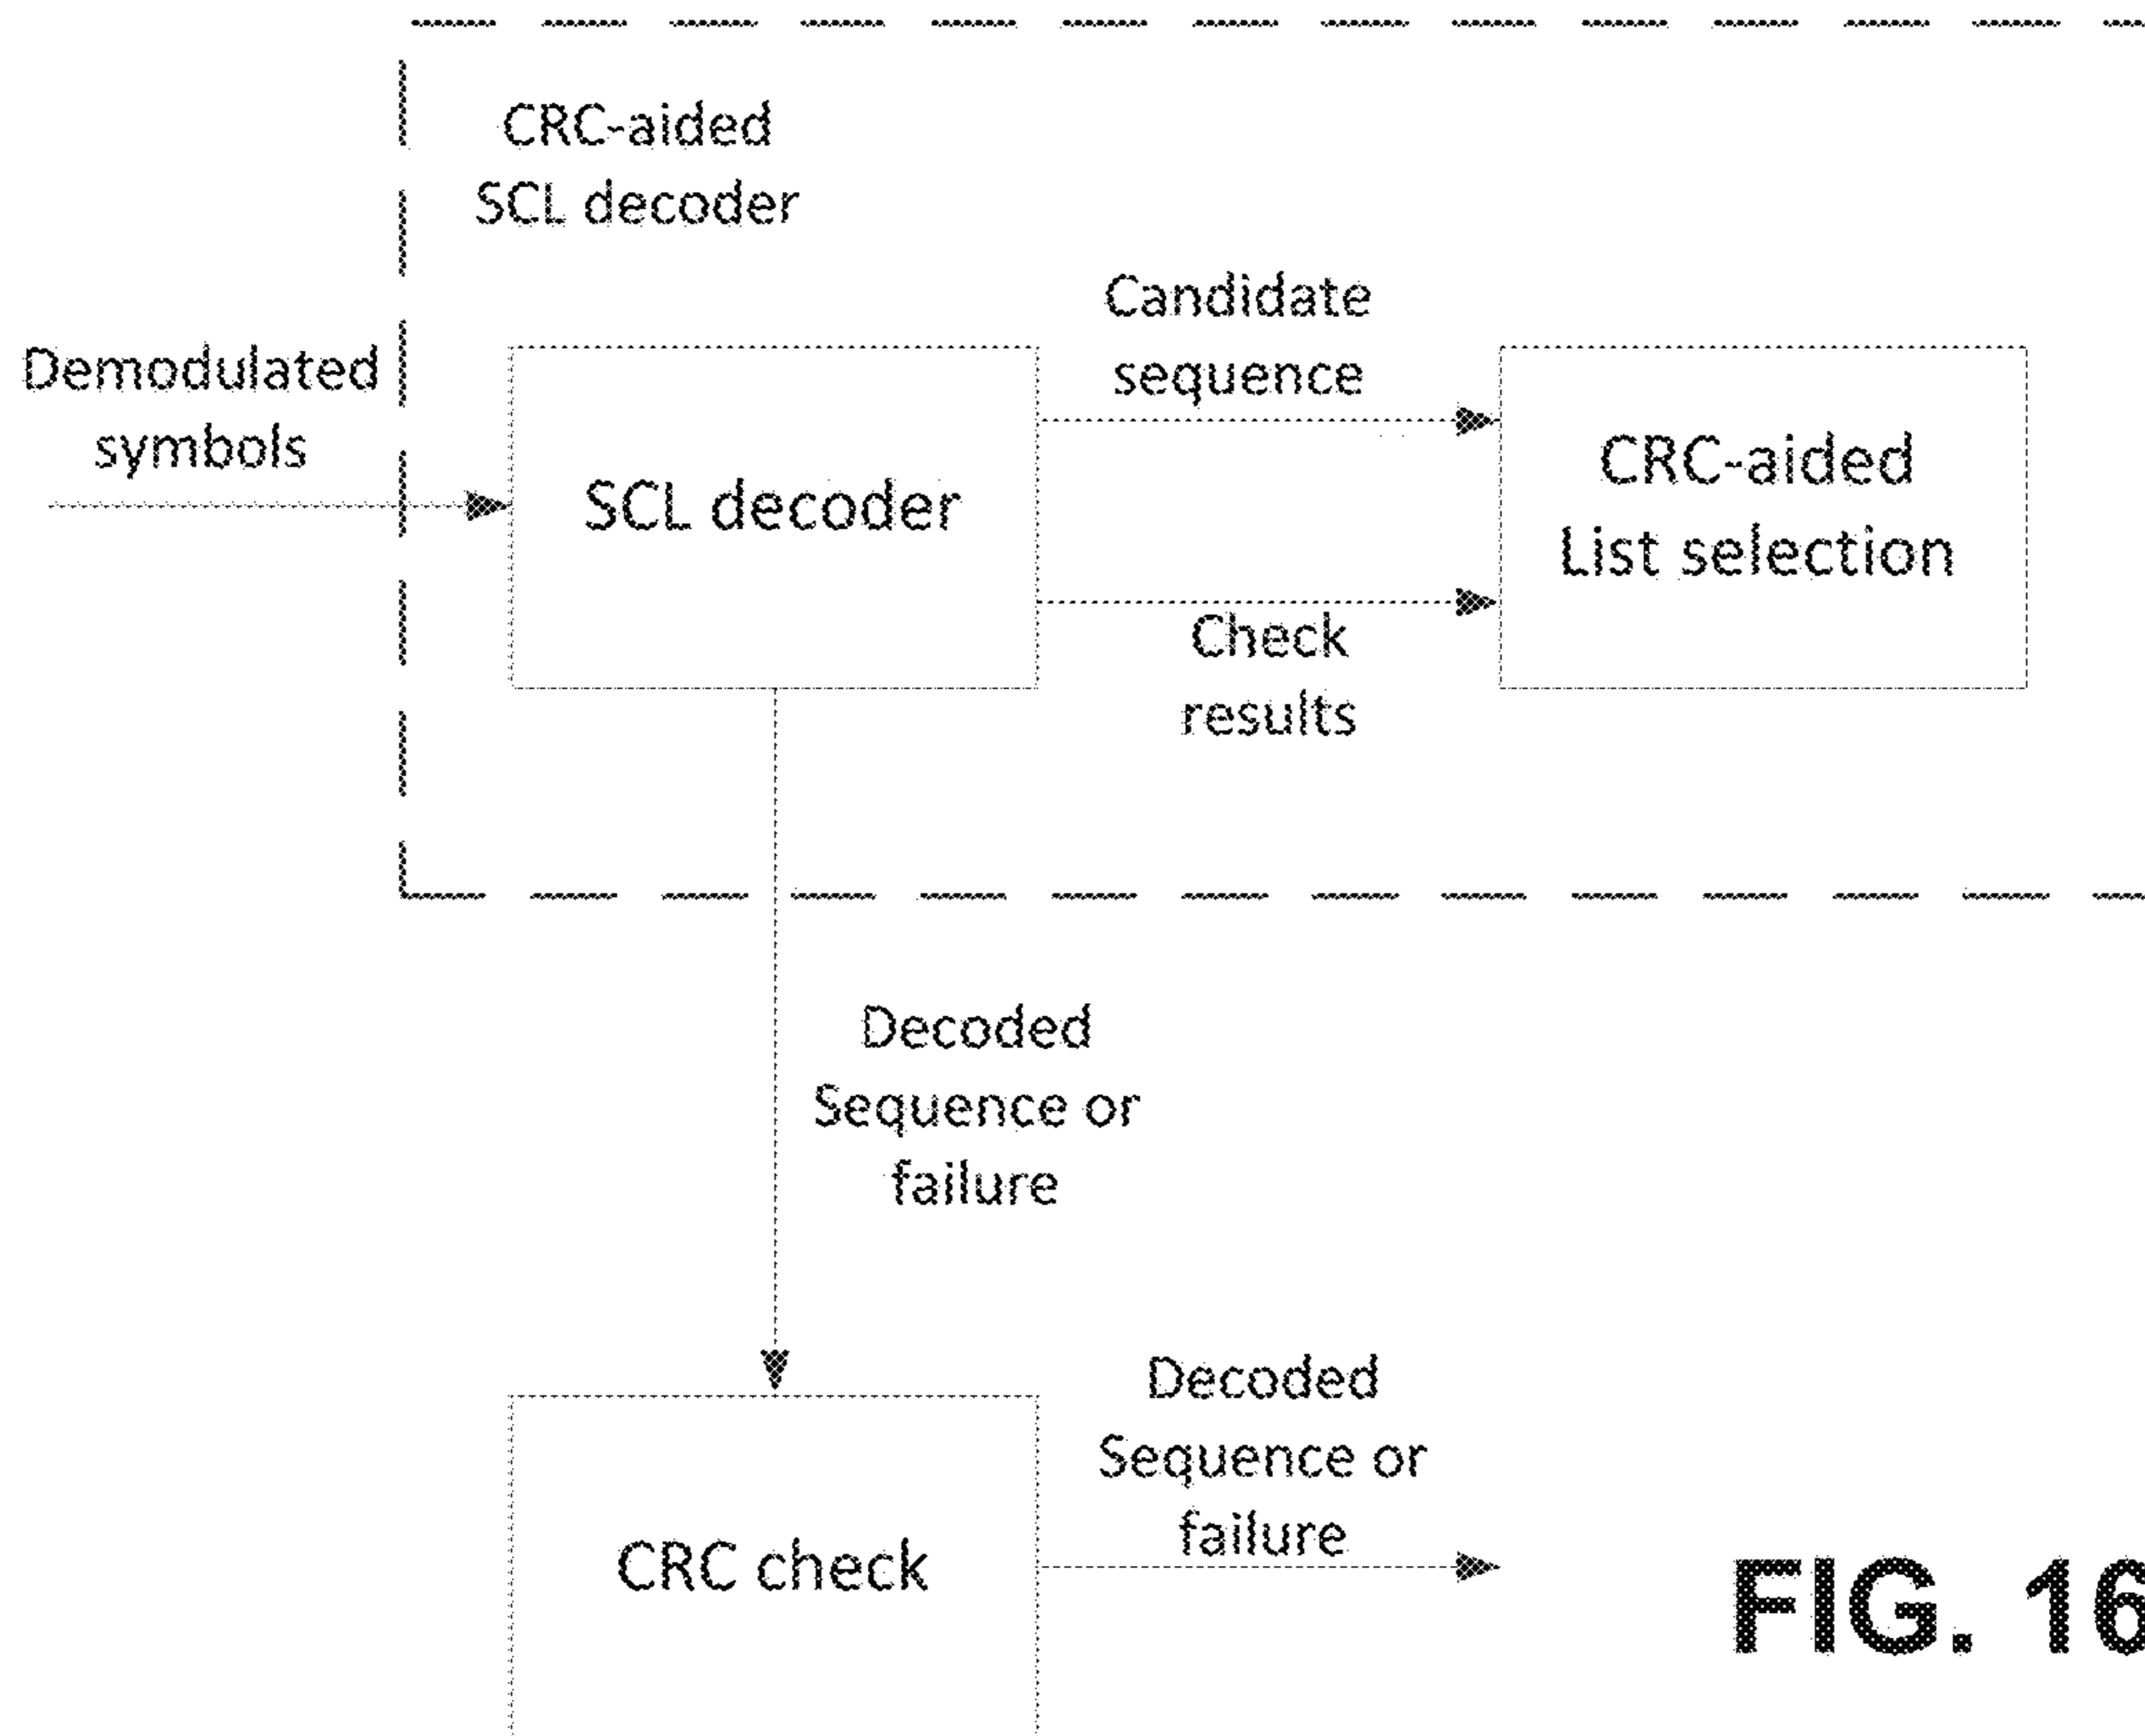 CRC-aided
SCL decoder
Demodulated
symbols
SCL decoder
Candidate
sequence
Check
results
CRC-aided
List selection
Decoded
Sequence or
failure
CRC check
Decoded
Sequence or
failure
FIG. 16